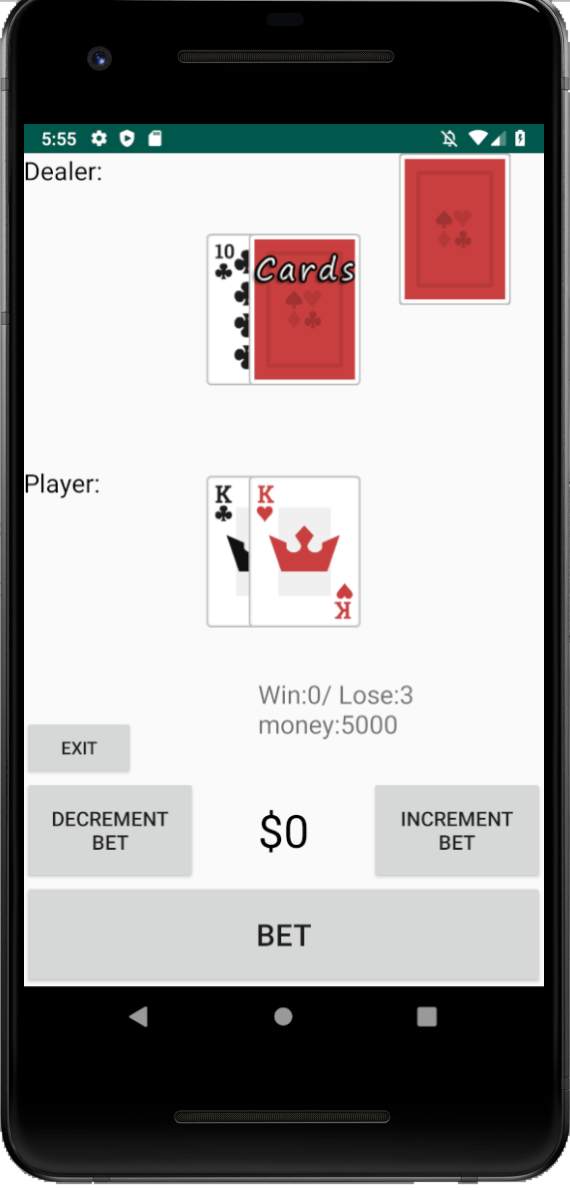 5:55
Dealer:
10
Cards
Player:
K
K
K
Win:0/ Lose:3
money:5000
EXIT
DECREMENT
BET
$0
INCREMENT
BET
BET